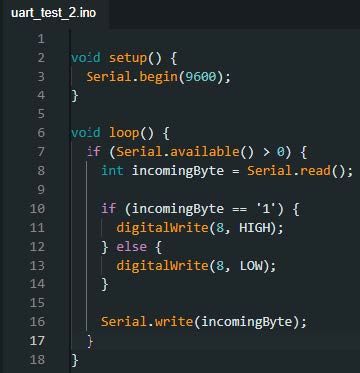 uart_test_2.ino
1
2 void setup() {
3   Serial.begin(9600);
4 }
5
6 void loop() {
7   if (Serial.available() > 0) {
8     int incomingByte = Serial.read();
9
10     if (incomingByte == '1') {
11       digitalWrite(8, HIGH);
12     } else {
13       digitalWrite(8, LOW);
14     }
15
16     Serial.write(incomingByte);
17   }
18 }